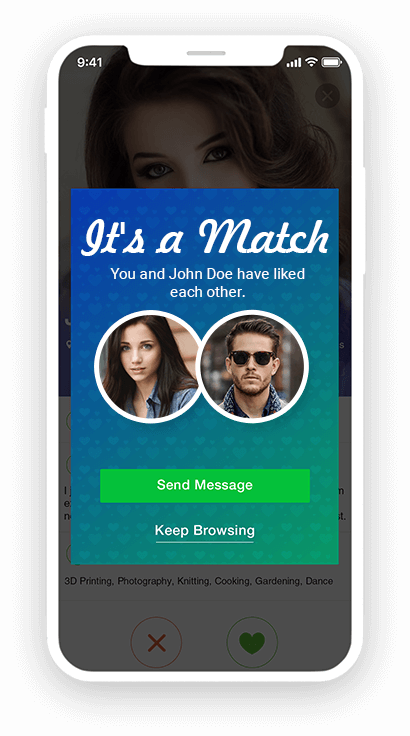 9:41
It's a Match
You and John Doe have liked
each other.
Send Message
Keep Browsing
3D Printing, Photography, Knitting, Cooking, Gardening, Dance